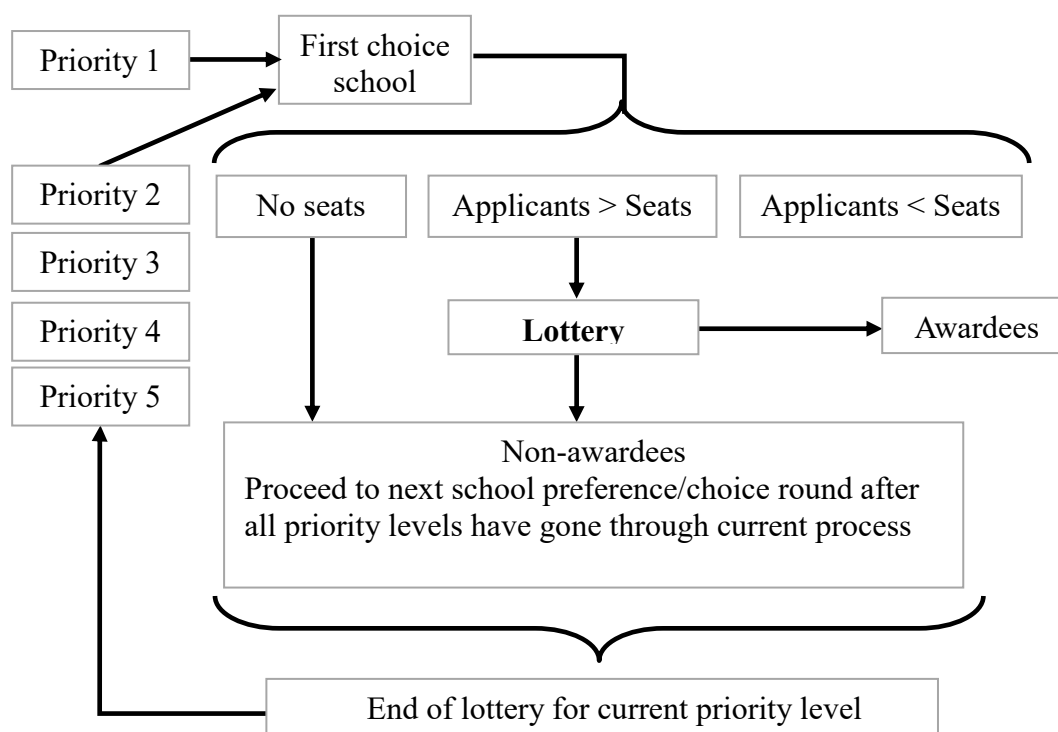 Priority 1
First choice
school
Priority 2
Priority 3
Priority 4
Priority 5
No seats
Applicants > Seats
Applicants < Seats
Lottery
Awardees
Non-awardees
Proceed to next school preference/choice round after
all priority levels have gone through current process
End of lottery for current priority level